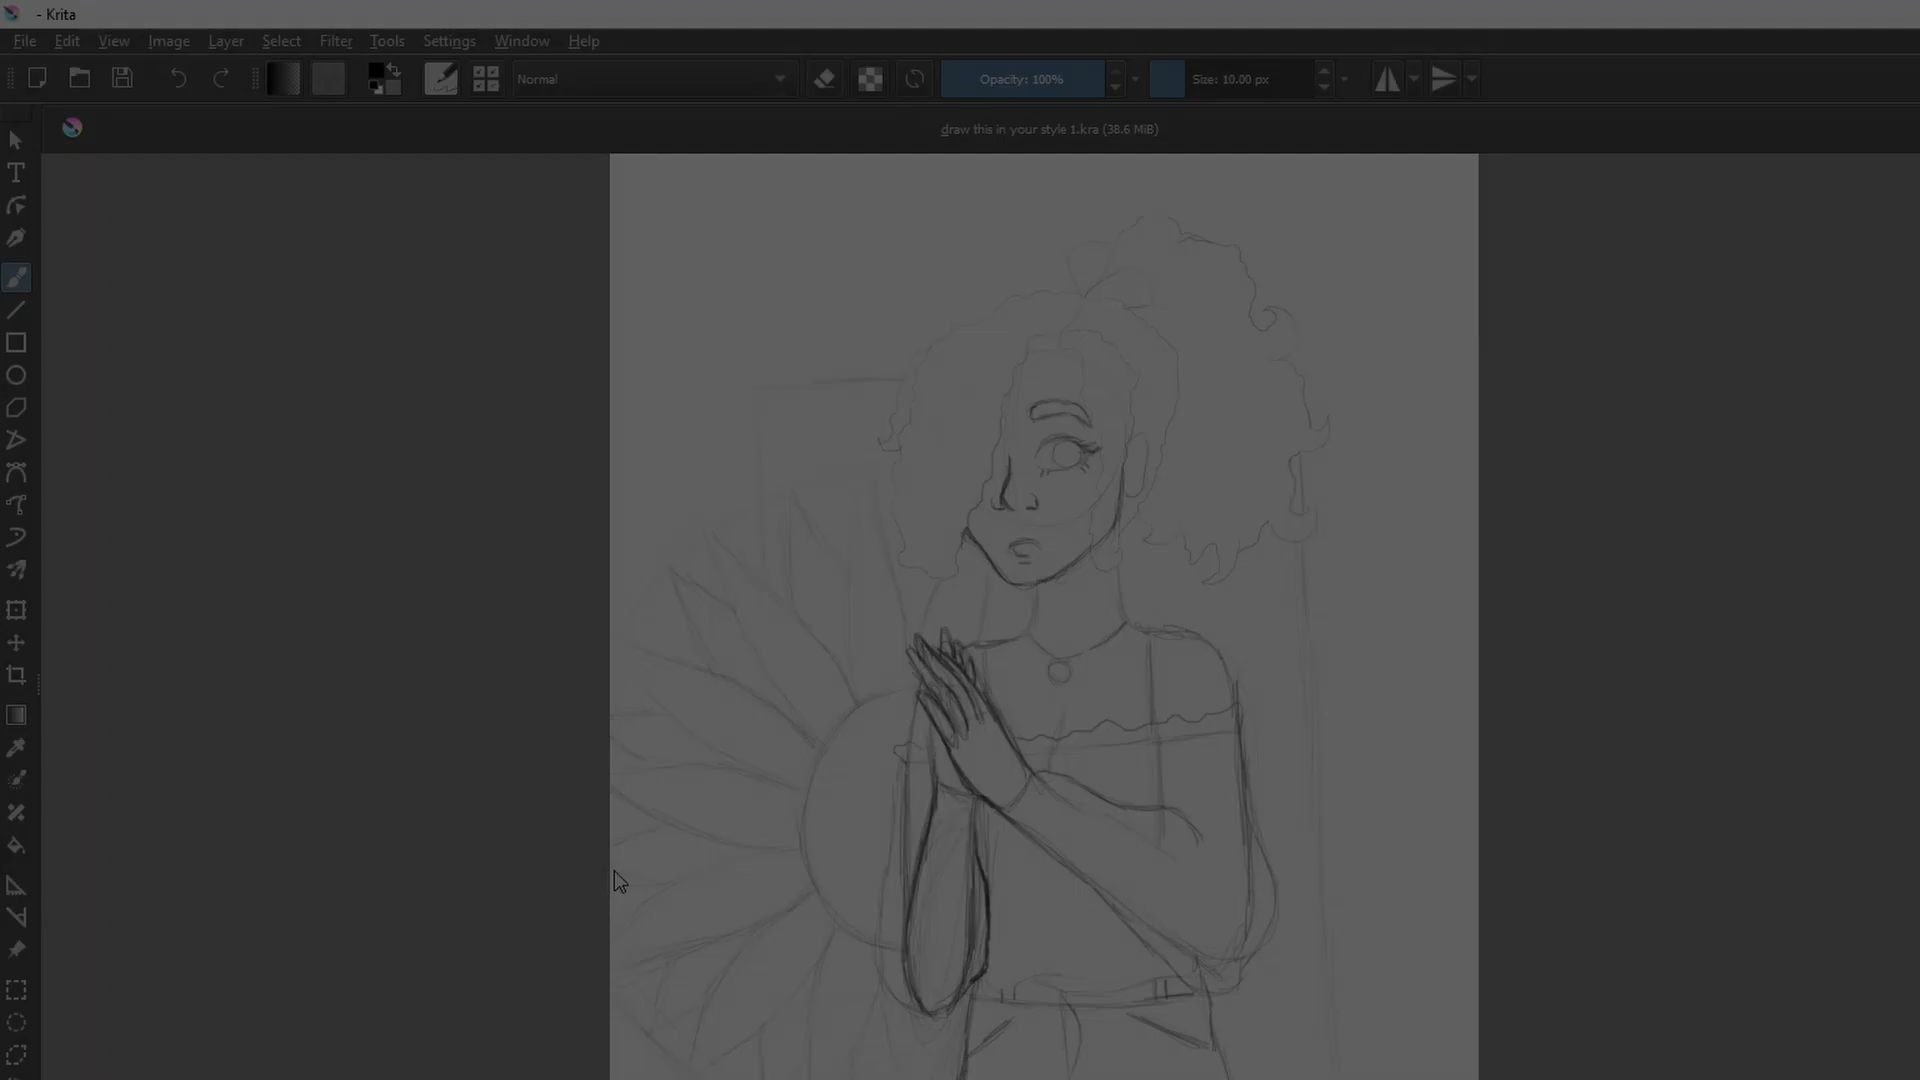 - Krita
File Edit View Image Layer Select Filter Tools Settings Window Help
Normal Opacity: 100% Size: 10.00 px
draw this in your style 1.kra (38.6 MiB)